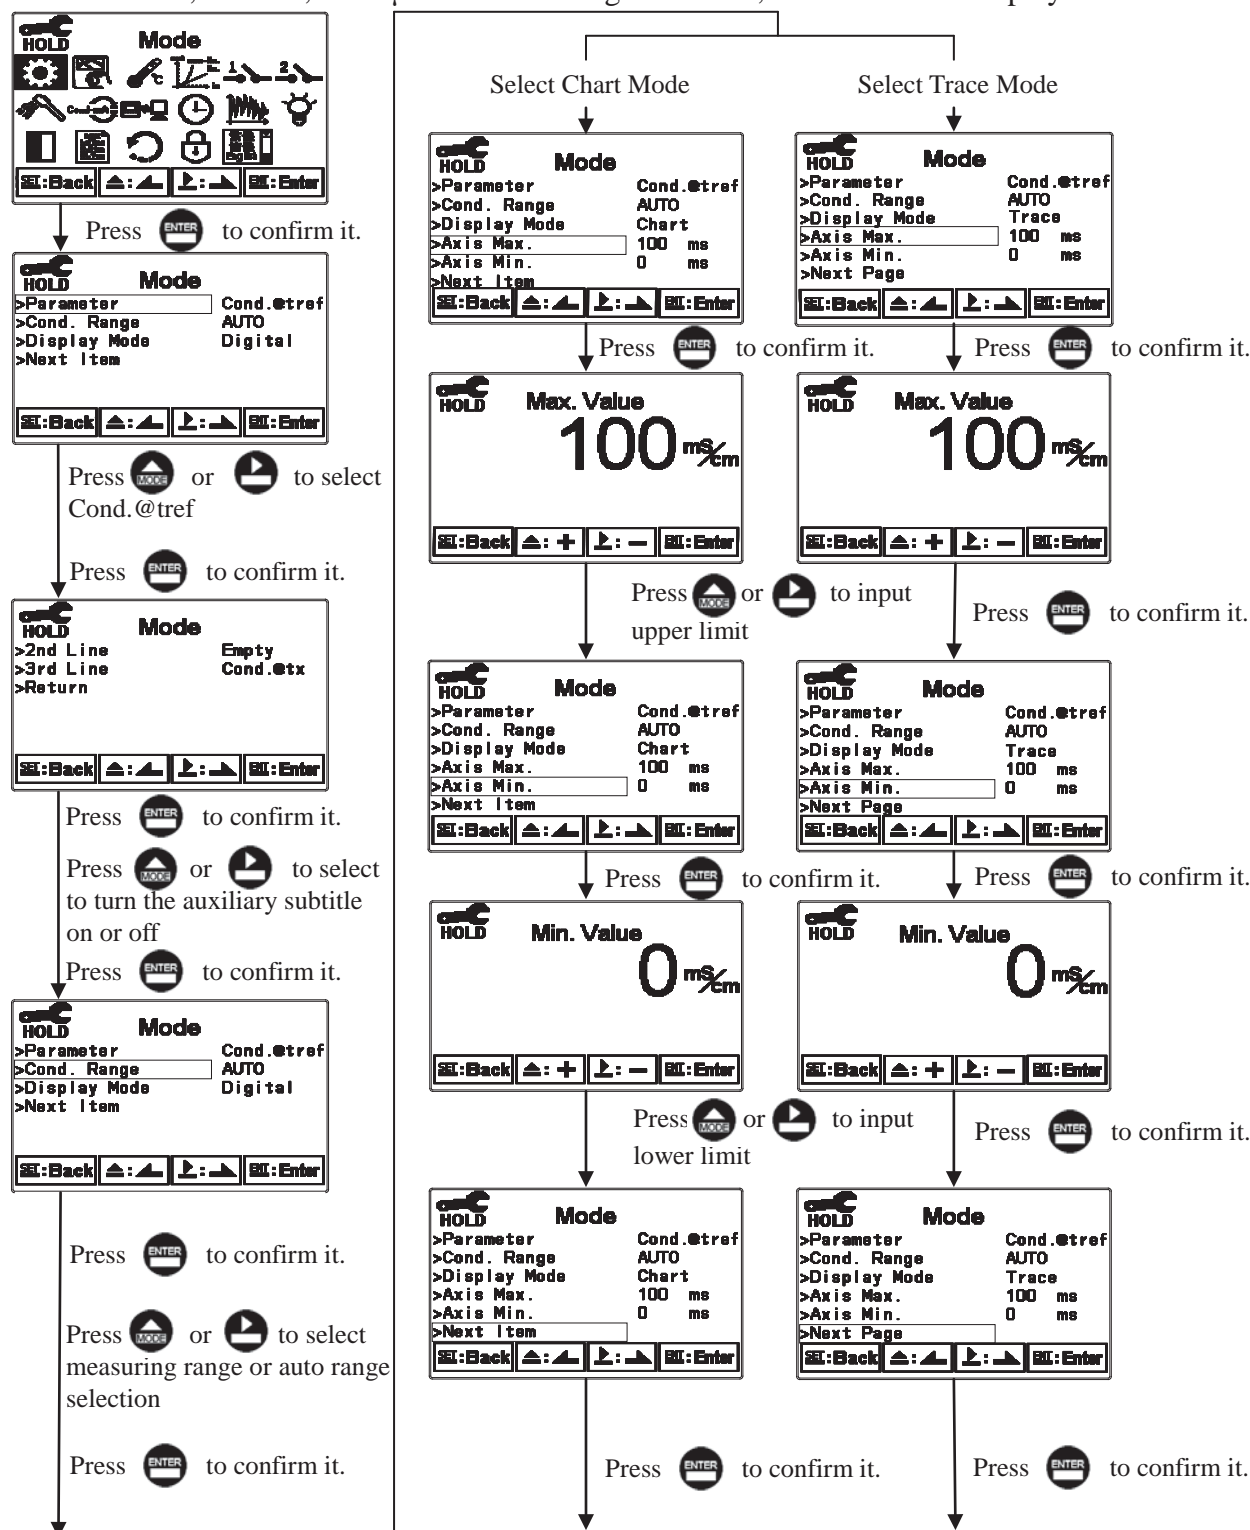 HOLD Mode
SET:Back ENT:Enter
Press ENTER to confirm it.
HOLD Mode
>Parameter Cond.@tref
>Cond. Range AUTO
>Display Mode Digital
>Next Item
SET:Back ENT:Enter
Press MODE or to select
Cond.@tref
Press ENTER to confirm it.
HOLD Mode
>2nd Line Empty
>3rd Line Cond.@tx
>Return
SET:Back ENT:Enter
Press ENTER to confirm it.
Press MODE or to select
to turn the auxiliary subtitle
on or off
Press ENTER to confirm it.
HOLD Mode
>Parameter Cond.@tref
>Cond. Range AUTO
>Display Mode Digital
>Next Item
SET:Back ENT:Enter
Press ENTER to confirm it.
Press MODE or to select
measuring range or auto range
selection
Press ENTER to confirm it.
Select Chart Mode
HOLD Mode
>Parameter Cond.@tref
>Cond. Range AUTO
>Display Mode Chart
>Axis Max. 100 ms
>Axis Min. 0 ms
>Next Item
SET:Back ENT:Enter
Press ENTER to confirm it.
HOLD Max. Value
100 mS/cm
SET:Back : + : - ENT:Enter
Press MODE or to input
upper limit
HOLD Mode
>Parameter Cond.@tref
>Cond. Range AUTO
>Display Mode Chart
>Axis Max. 100 ms
>Axis Min. 0 ms
>Next Item
SET:Back ENT:Enter
Press ENTER to confirm it.
HOLD Min. Value
0 mS/cm
SET:Back : + : - ENT:Enter
Press MODE or to input
lower limit
HOLD Mode
>Parameter Cond.@tref
>Cond. Range AUTO
>Display Mode Chart
>Axis Max. 100 ms
>Axis Min. 0 ms
>Next Item
SET:Back ENT:Enter
Press ENTER to confirm it.
Select Trace Mode
HOLD Mode
>Parameter Cond.@tref
>Cond. Range AUTO
>Display Mode Trace
>Axis Max. 100 ms
>Axis Min. 0 ms
>Next Page
SET:Back ENT:Enter
Press ENTER to confirm it.
HOLD Max. Value
100 mS/cm
SET:Back : + : - ENT:Enter
Press ENTER to confirm it.
HOLD Mode
>Parameter Cond.@tref
>Cond. Range AUTO
>Display Mode Trace
>Axis Max. 100 ms
>Axis Min. 0 ms
>Next Page
SET:Back ENT:Enter
Press ENTER to confirm it.
HOLD Min. Value
0 mS/cm
SET:Back : + : - ENT:Enter
Press ENTER to confirm it.
HOLD Mode
>Parameter Cond.@tref
>Cond. Range AUTO
>Display Mode Trace
>Axis Max. 100 ms
>Axis Min. 0 ms
>Next Page
SET:Back ENT:Enter
Press ENTER to confirm it.